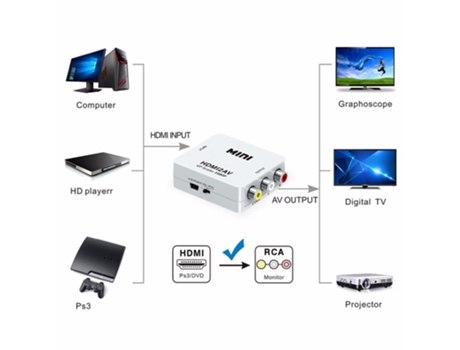 Computer
HD playerr
Ps3
HDMI INPUT
MINI
HDMI2AV
AV OUTPUT
Graphoscope
Digital TV
Projector
HDMI
Ps3/DVD
RCA
Monitor